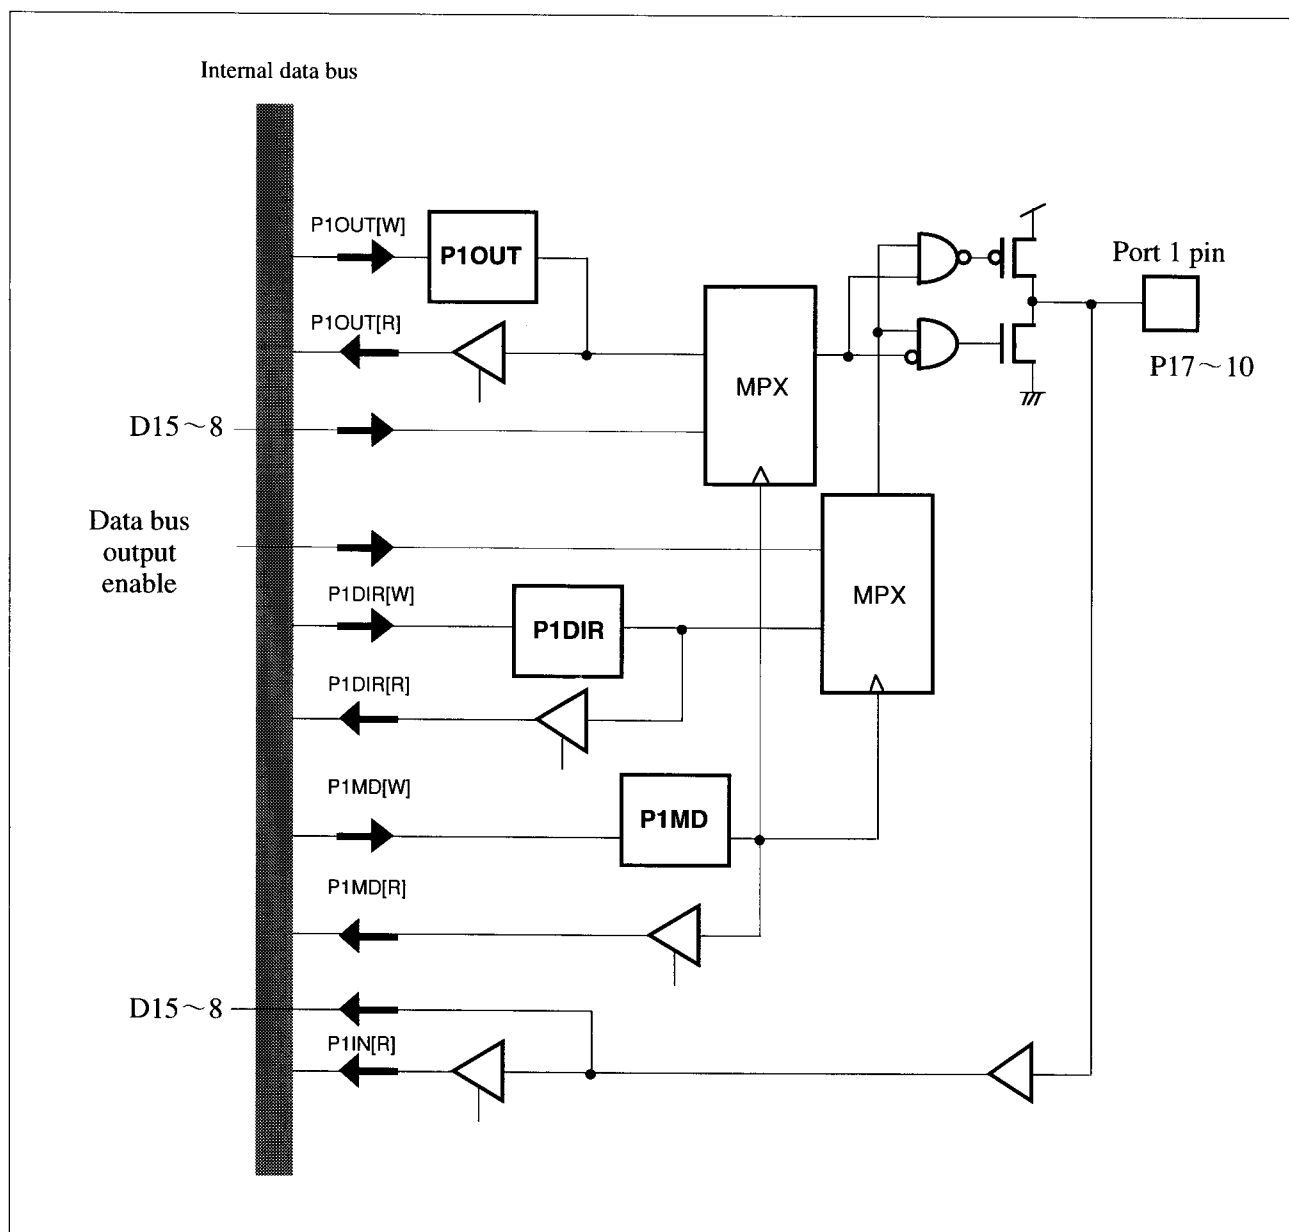 Internal data bus
P1OUT[W]
P1OUT
Port 1 pin
P1OUT[R]
P17～10
MPX
D15～8
Data bus
output
enable
P1DIR[W]
MPX
P1DIR
P1DIR[R]
P1MD[W]
P1MD
P1MD[R]
D15～8
P1IN[R]